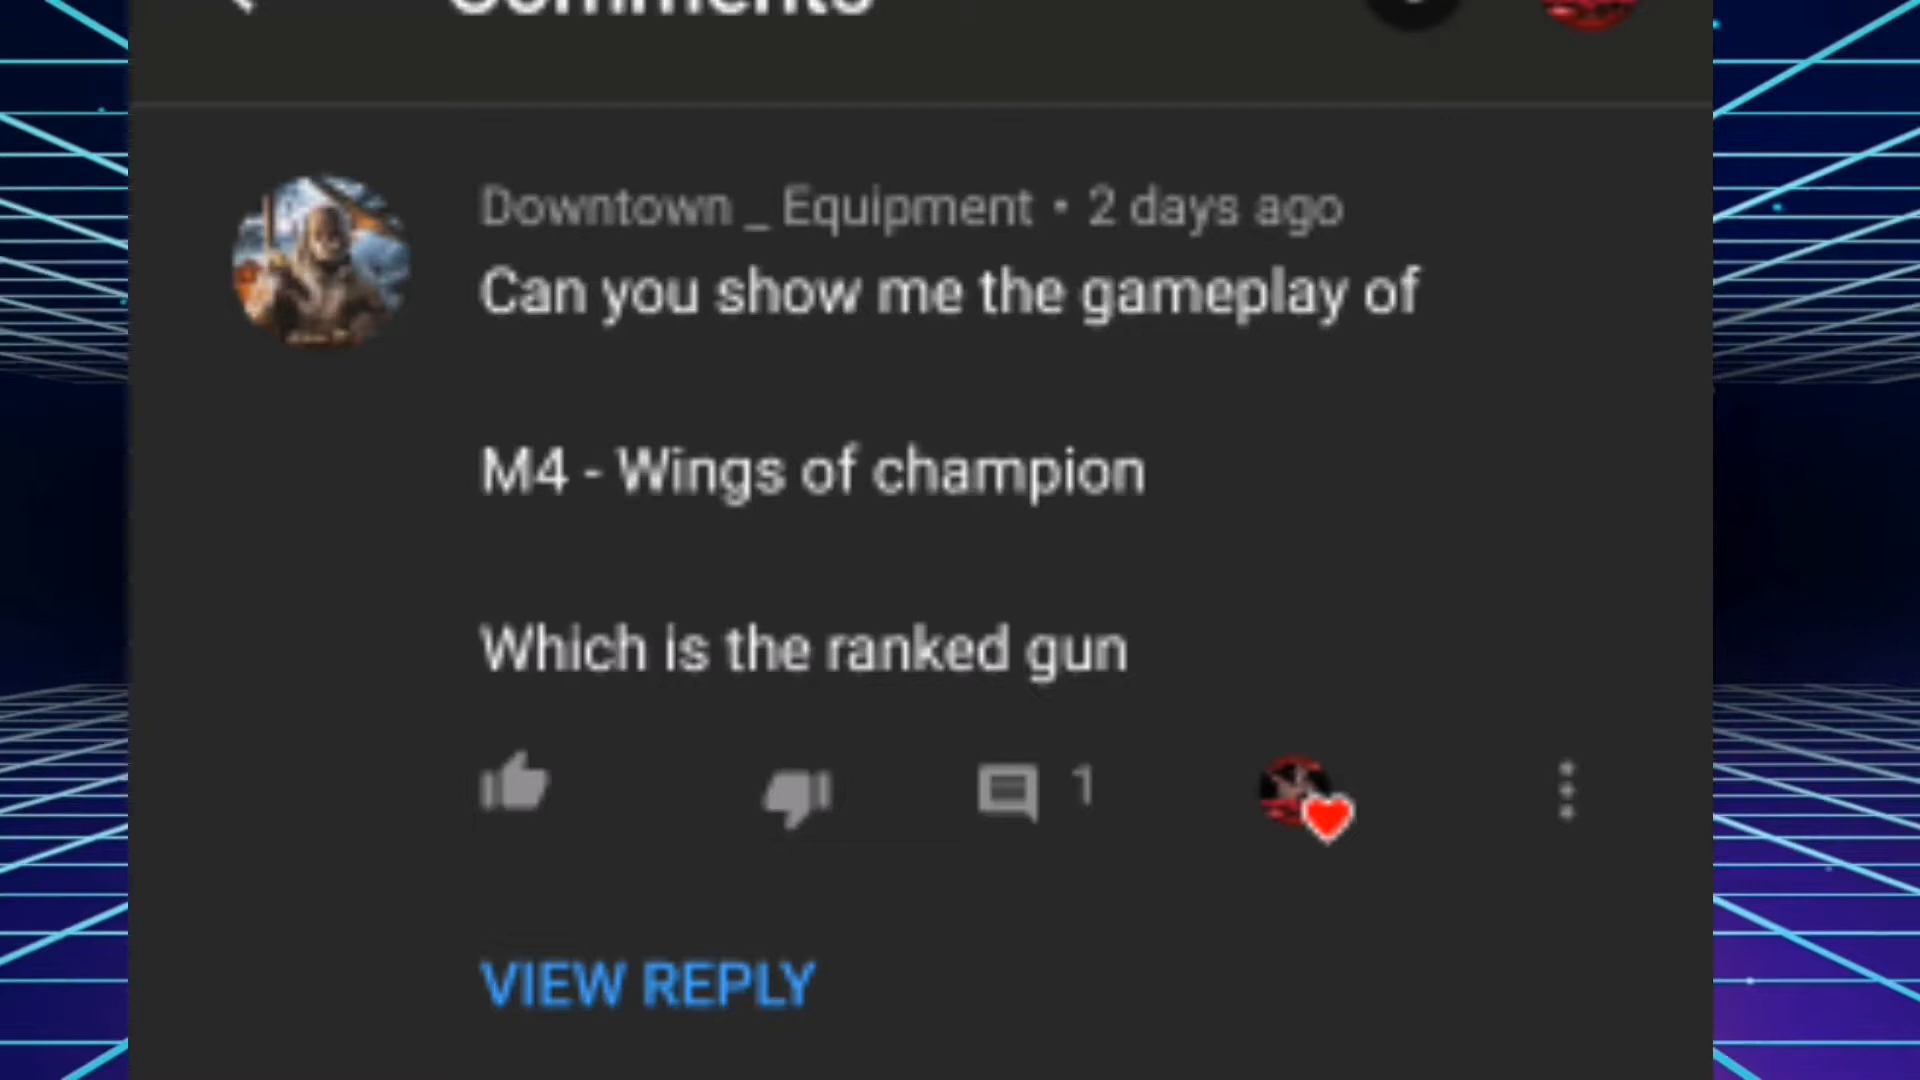 Comments
Downtown _ Equipment • 2 days ago
Can you show me the gameplay of
M4 - Wings of champion
Which is the ranked gun
1
VIEW REPLY